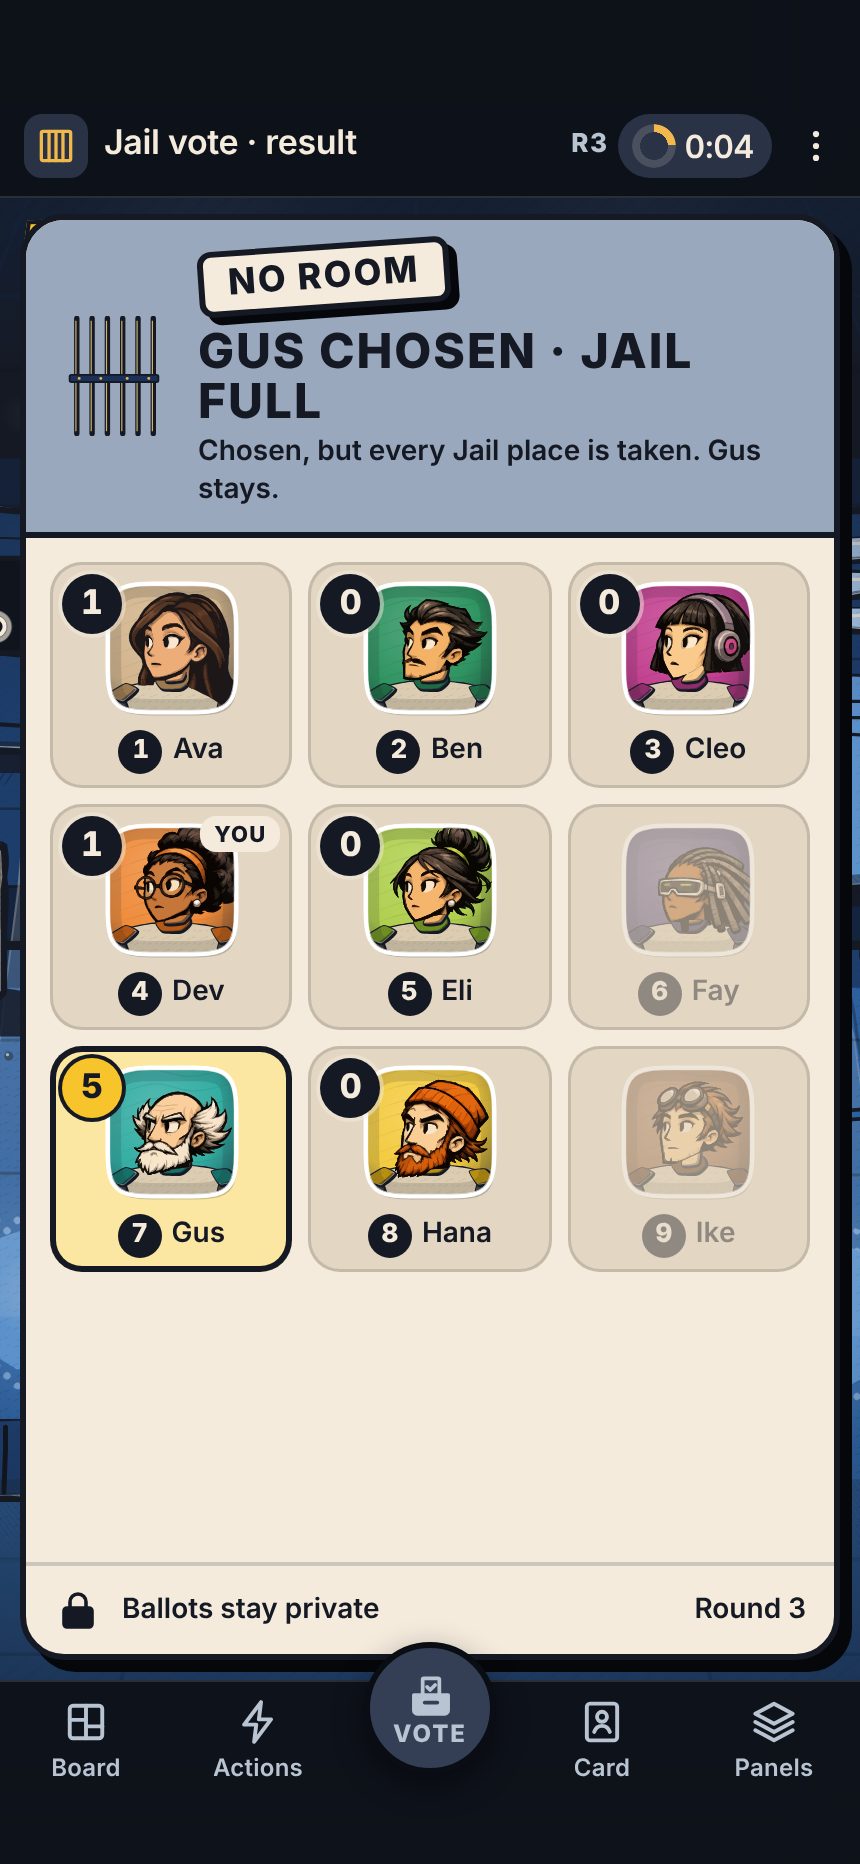 Jail vote · result
R3
0:04
NO ROOM
GUS CHOSEN · JAIL
FULL
Chosen, but every Jail place is taken. Gus
stays.
1
1 Ava
0
2 Ben
0
3 Cleo
1
YOU
4 Dev
0
5 Eli
6 Fay
5
7 Gus
0
8 Hana
9 Ike
Ballots stay private
Round 3
Board
Actions
VOTE
Card
Panels